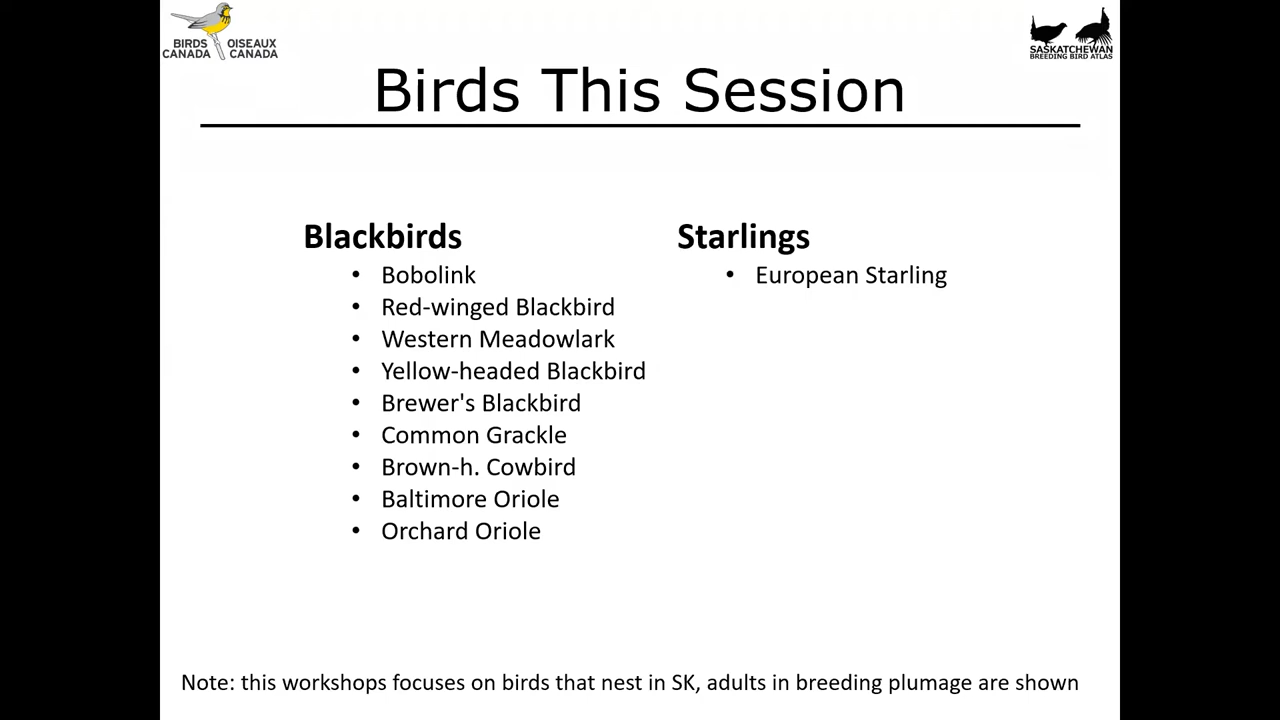 BIRDS CANADA
OISEAUX CANADA
SASKATCHEWAN
BREEDING BIRD ATLAS
Birds This Session
Blackbirds
• Bobolink
• Red-winged Blackbird
• Western Meadowlark
• Yellow-headed Blackbird
• Brewer's Blackbird
• Common Grackle
• Brown-h. Cowbird
• Baltimore Oriole
• Orchard Oriole
Starlings
• European Starling
Note: this workshops focuses on birds that nest in SK, adults in breeding plumage are shown